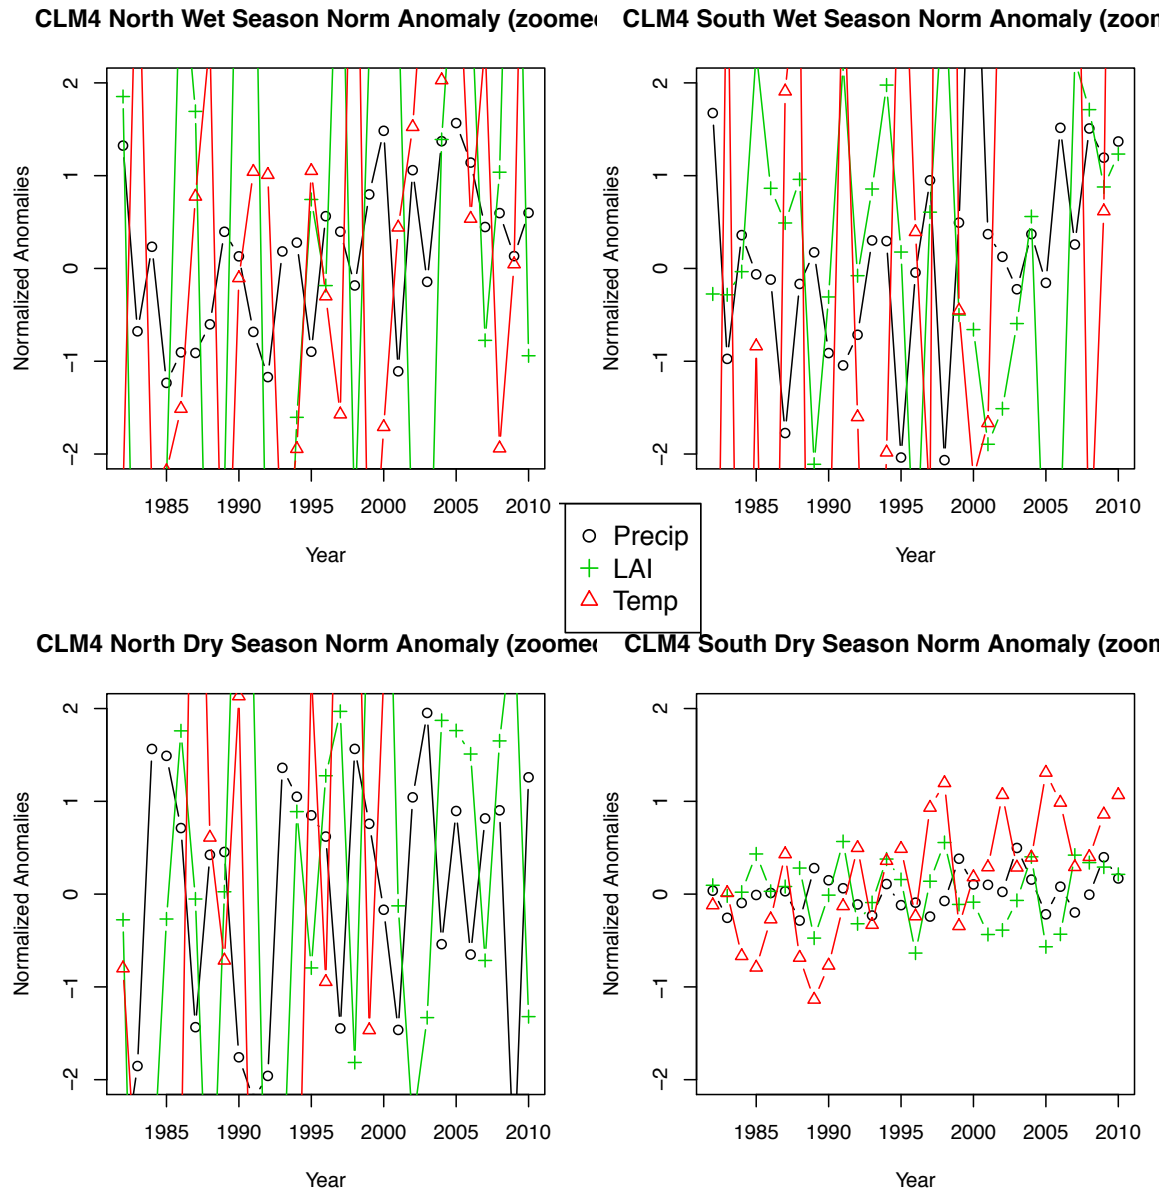 CLM4 North Wet Season Norm Anomaly (zoomed
CLM4 South Wet Season Norm Anomaly (zoom
Normalized Anomalies
2
1
0
−1
−2
1985 1990 1995 2000 2005 2010
Year
Normalized Anomalies
2
1
0
−1
−2
1985 1990 1995 2000 2005 2010
Year
Precip
LAI
Temp
CLM4 North Dry Season Norm Anomaly (zoomed
CLM4 South Dry Season Norm Anomaly (zoom
Normalized Anomalies
2
1
0
−1
−2
1985 1990 1995 2000 2005 2010
Year
Normalized Anomalies
2
1
0
−1
−2
1985 1990 1995 2000 2005 2010
Year